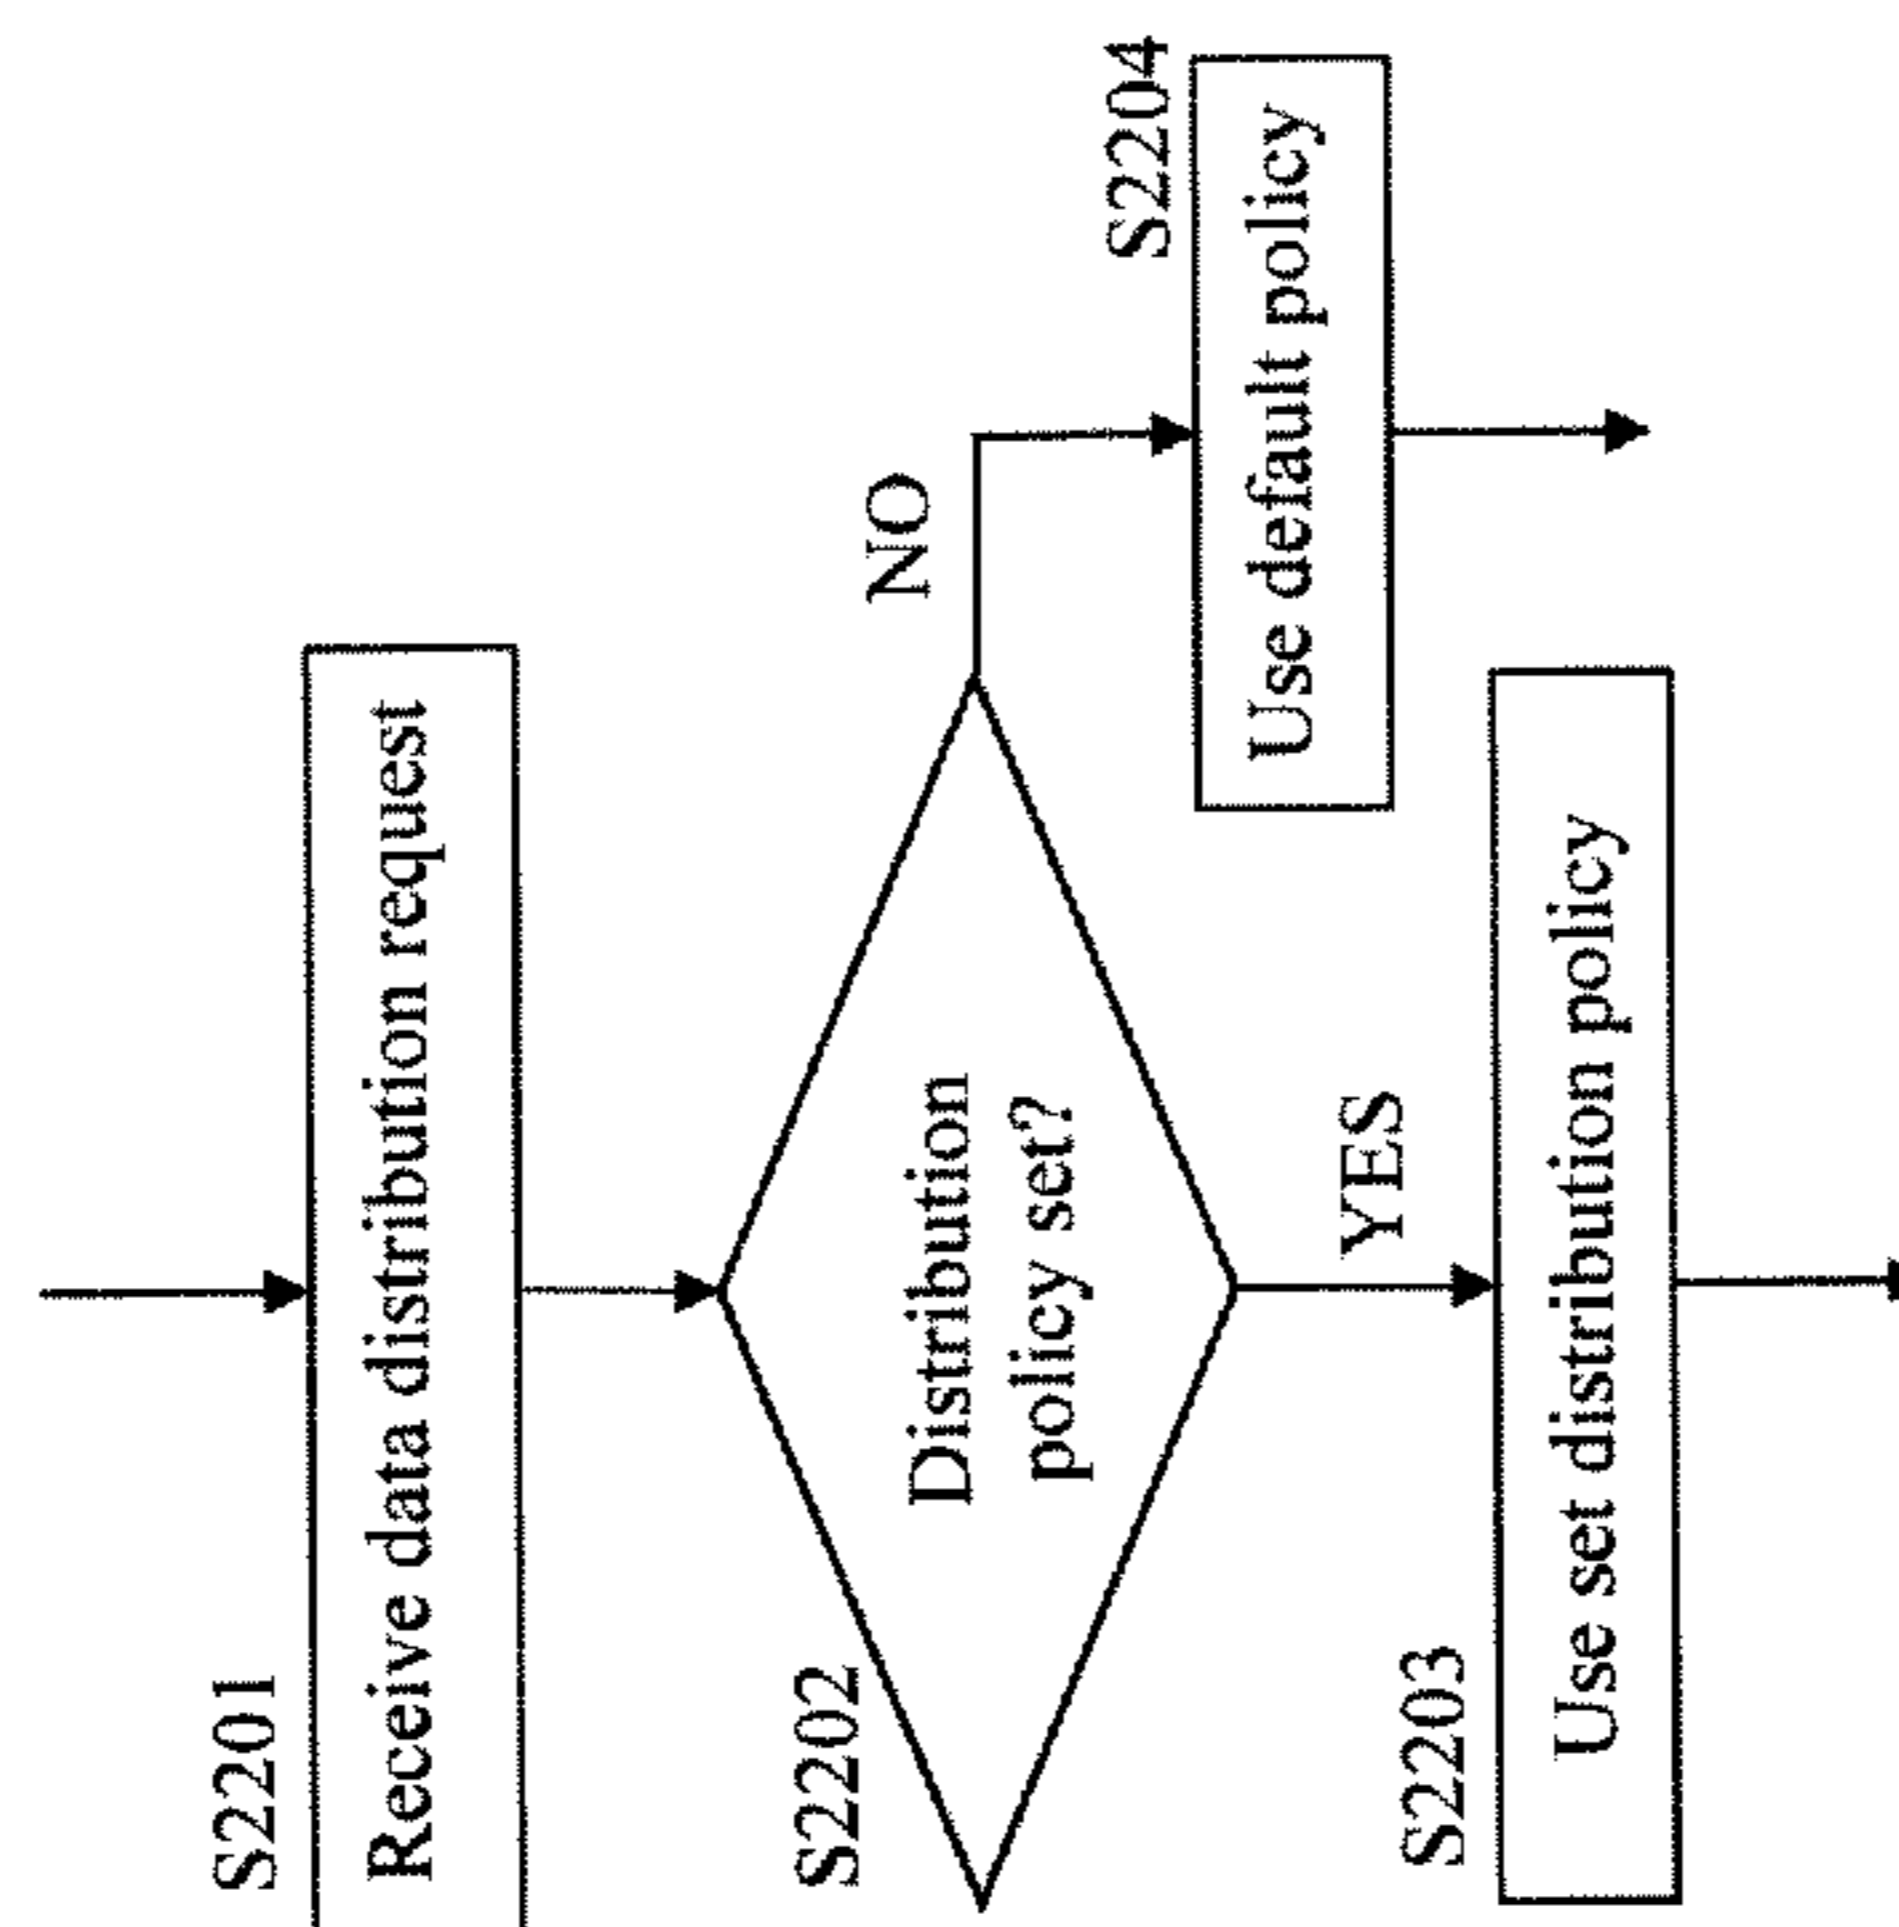 S2201
Receive data distribution request
S2202
Distribution
policy set?
NO
S2204
Use default policy
YES
S2203
Use set distribution policy